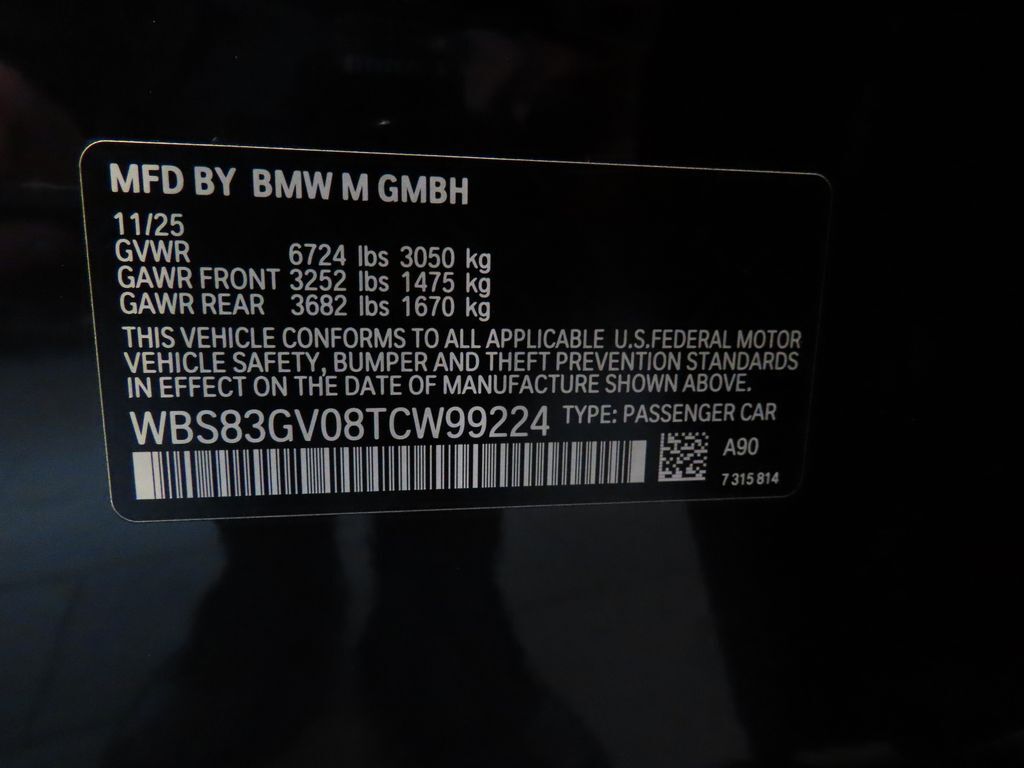 MFD BY BMW M GMBH
11/25
GVWR 6724 lbs 3050 kg
GAWR FRONT 3252 lbs 1475 kg
GAWR REAR 3682 lbs 1670 kg
THIS VEHICLE CONFORMS TO ALL APPLICABLE U.S.FEDERAL MOTOR
VEHICLE SAFETY, BUMPER AND THEFT PREVENTION STANDARDS
IN EFFECT ON THE DATE OF MANUFACTURE SHOWN ABOVE.
WBS83GV08TCW99224 TYPE: PASSENGER CAR
A90
7 315 814